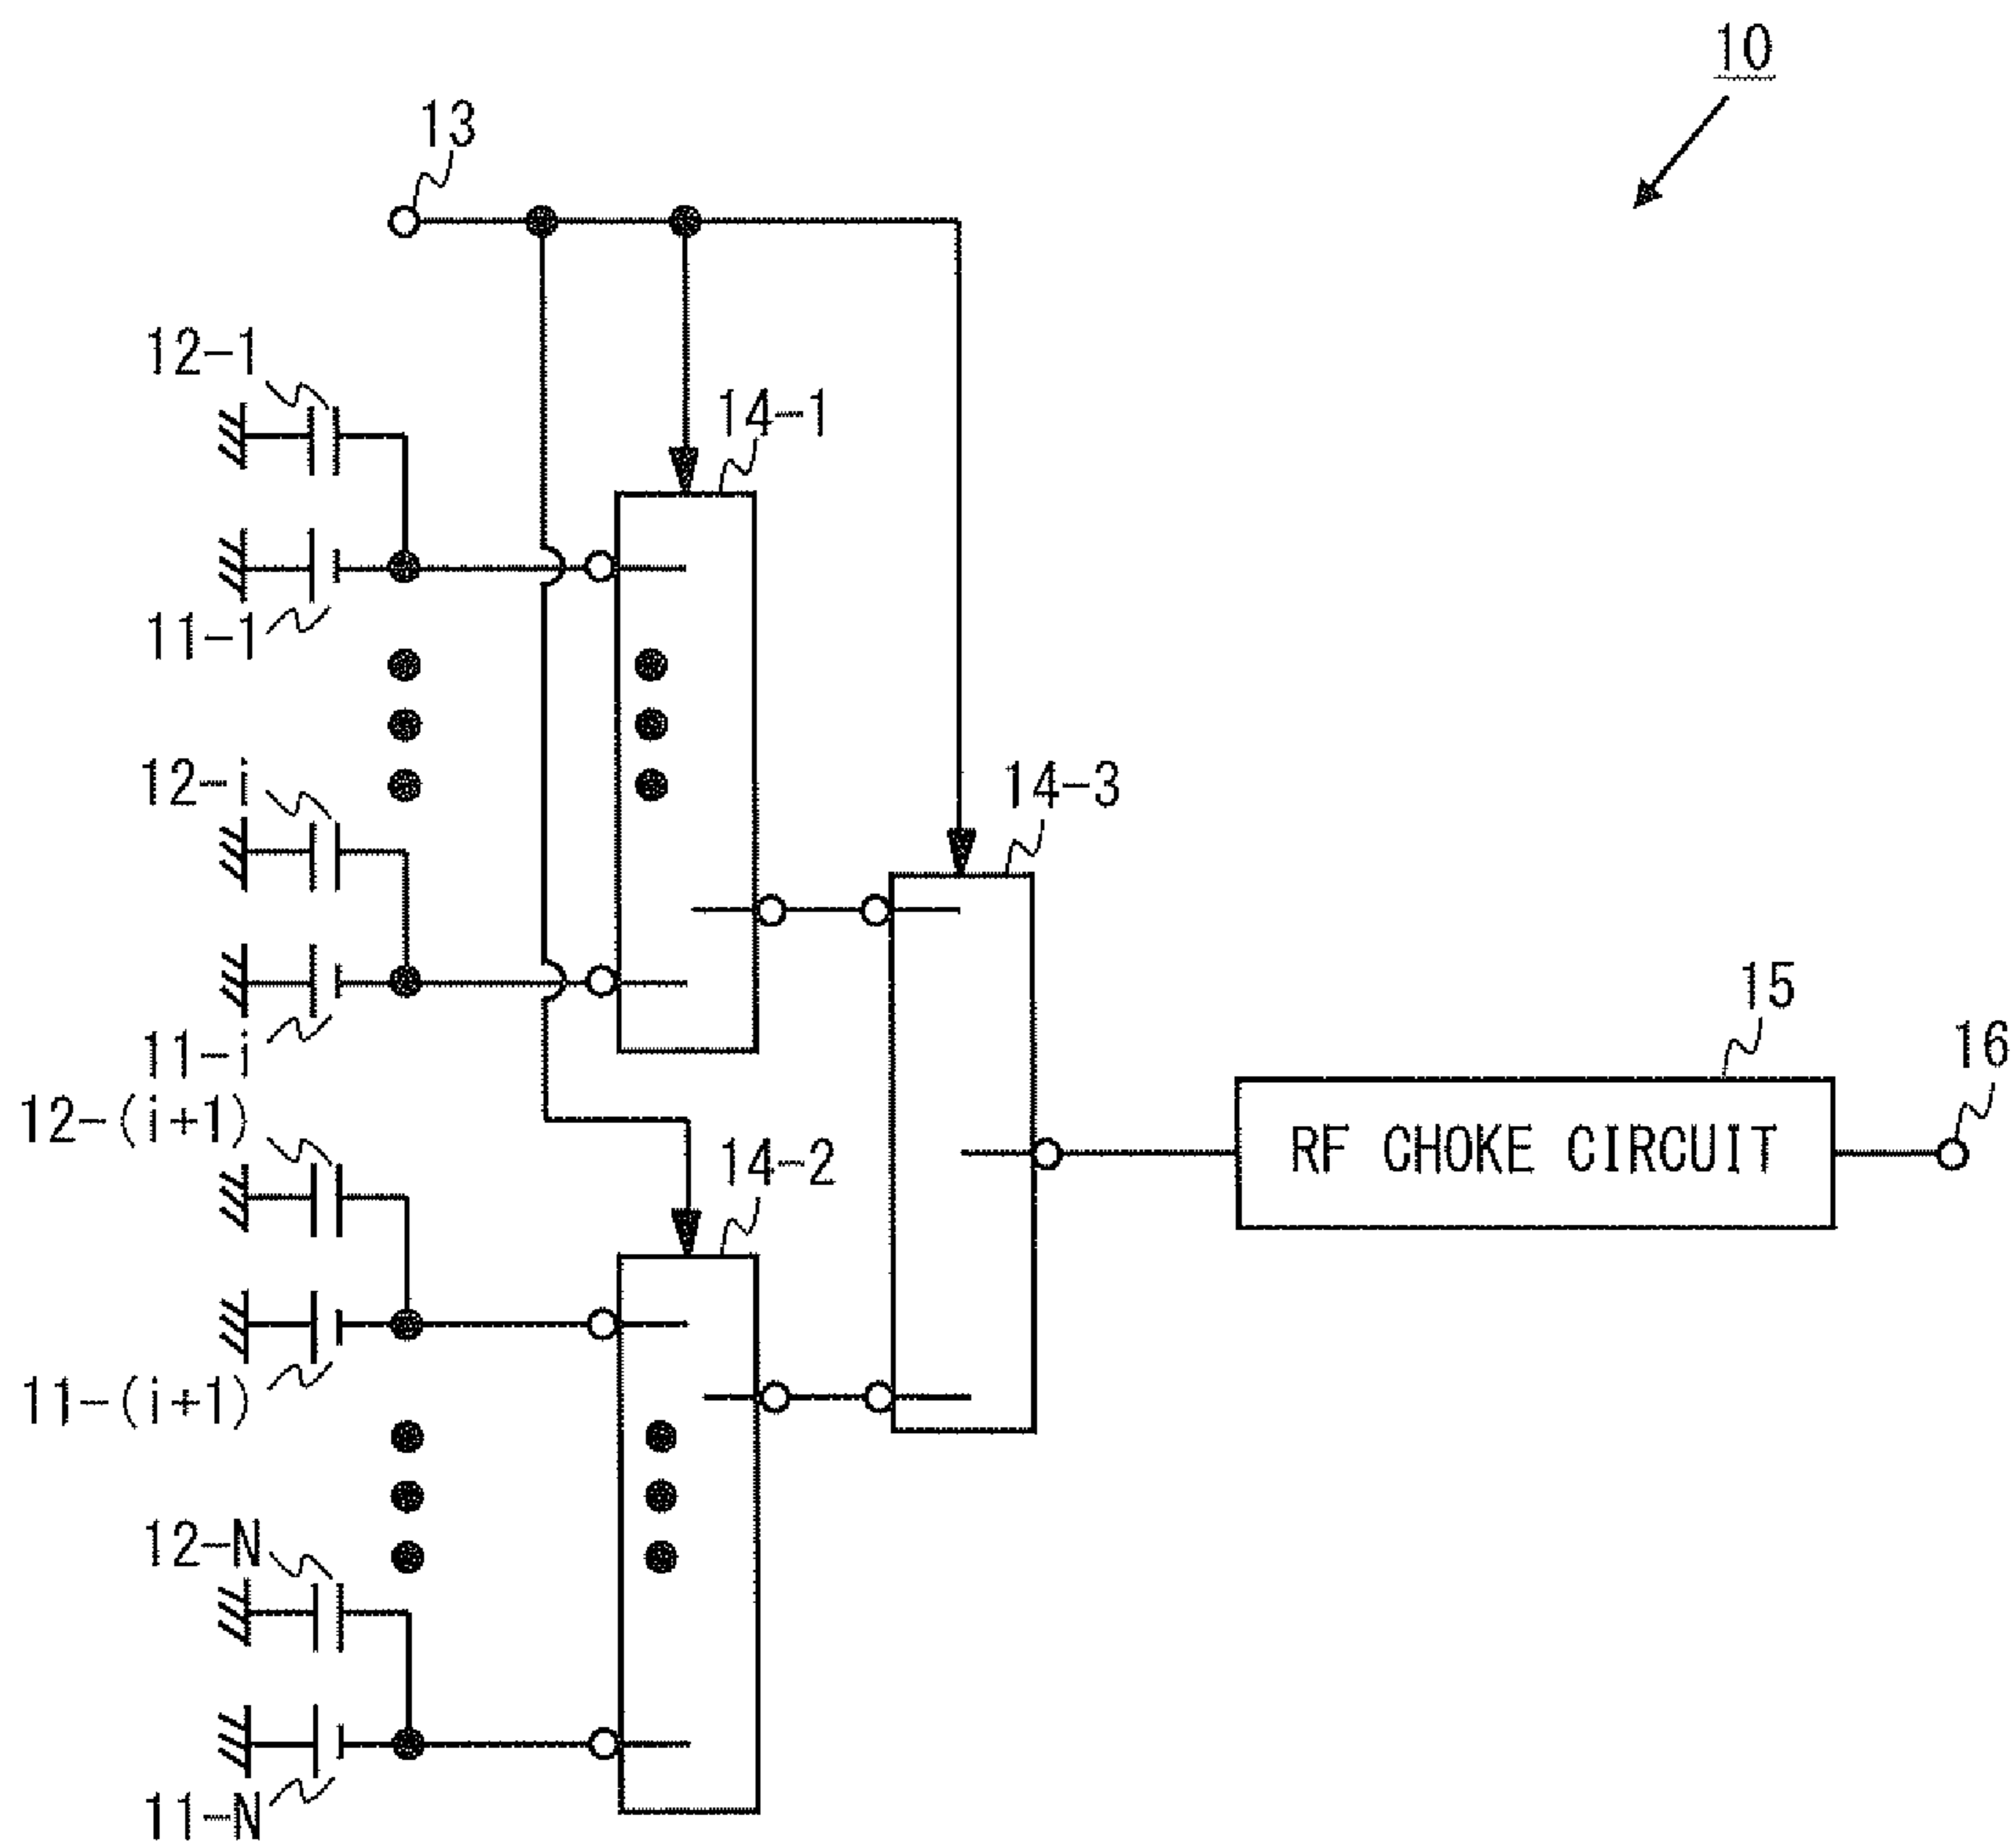 10
13
12-1
14-1
11-1
12-i
14-3
11-i
15
16
12-(i+1)
RF CHOKE CIRCUIT
14-2
11-(i+1)
12-N
11-N